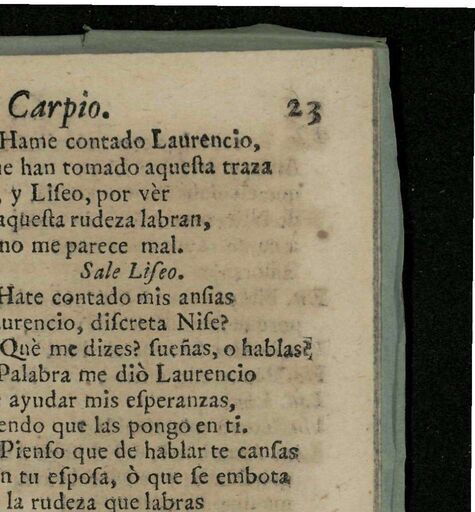 Carpio. 23
Hame contado Laurencio,
e han tomado aqueſta traza
, y Liſeo, por vèr
aqueſta rudeza labran,
no me parece mal.
Sale Liſeo.
Hate contado mis anſias
urencio, diſcreta Niſe?
Què me dizes? ſueñas, o hablas?
Palabra me diò Laurencio
ayudar mis eſperanzas,
endo que las pongo en ti.
Pienſo que de hablar te canſas
n tu eſpoſa, ò que ſe embota
la rudeza que labras